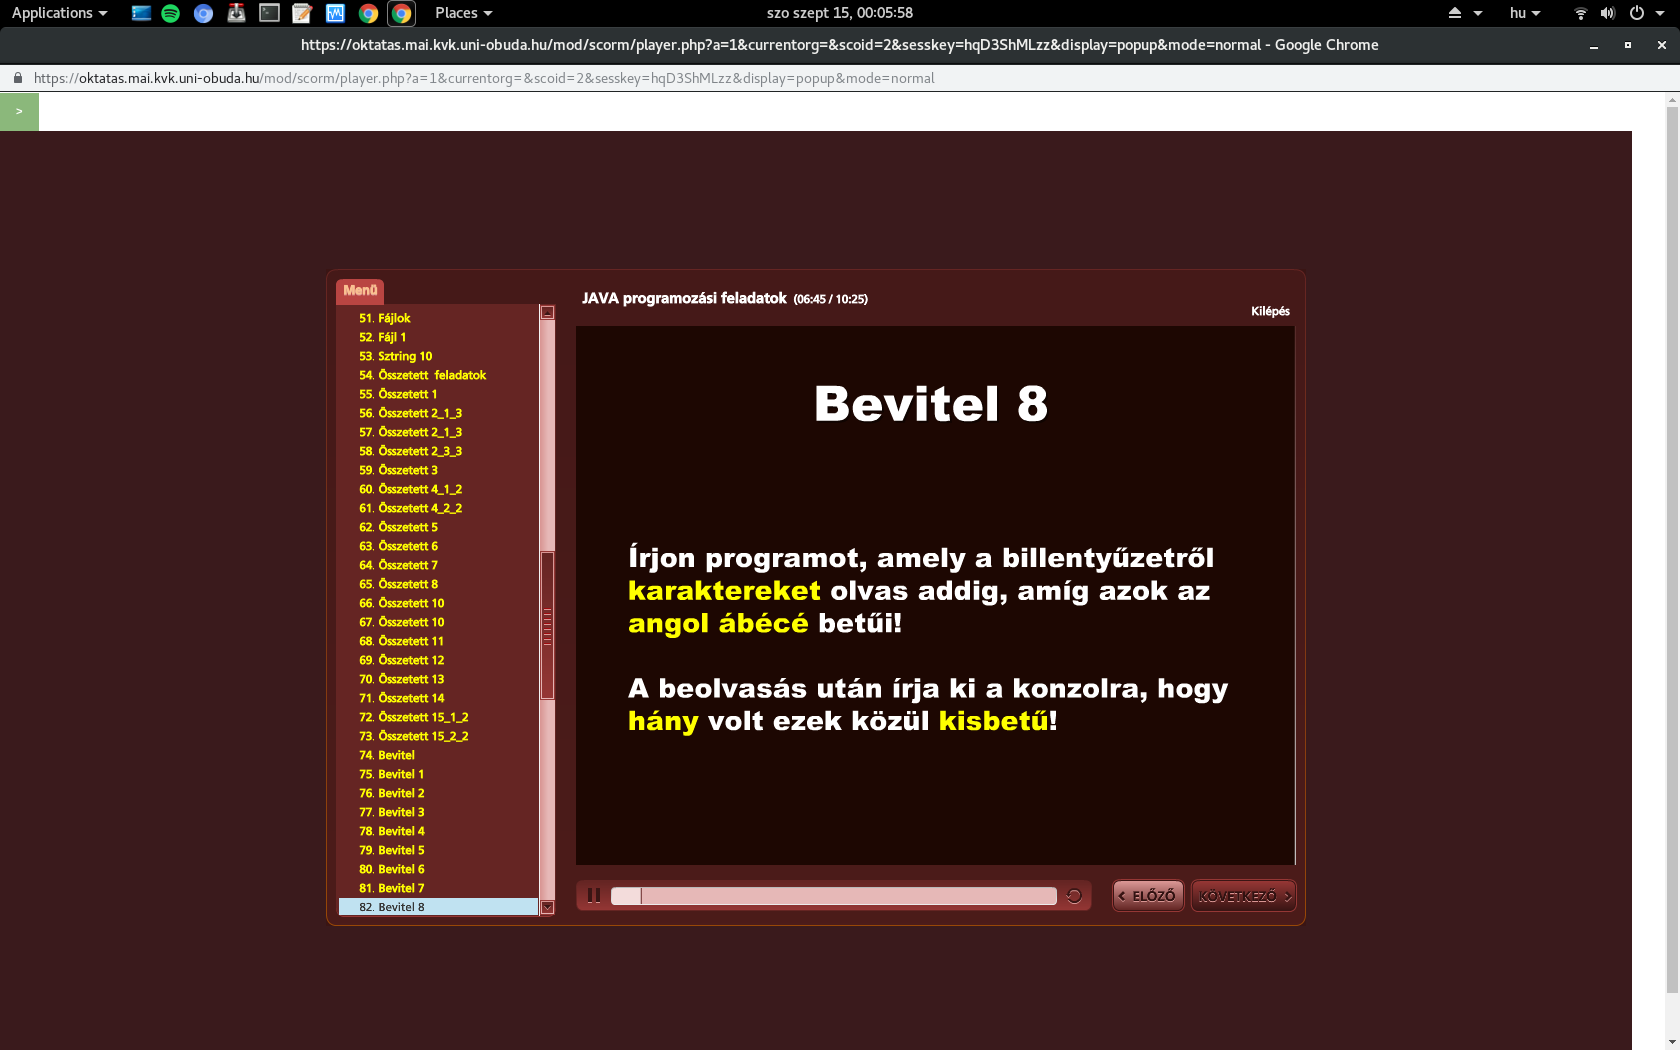 Applications
Places
szo szept 15, 00:05:58
hu
https://oktatas.mai.kvk.uni-obuda.hu/mod/scorm/player.php?a=1&currentorg=&scoid=2&sesskey=hqD3ShMLzz&display=popup&mode=normal - Google Chrome
https://oktatas.mai.kvk.uni-obuda.hu/mod/scorm/player.php?a=1&currentorg=&scoid=2&sesskey=hqD3ShMLzz&display=popup&mode=normal
>
Menü
51. Fájlok
52. Fájl 1
53. Sztring 10
54. Összetett  feladatok
55. Összetett 1
56. Összetett 2_1_3
57. Összetett 2_1_3
58. Összetett 2_3_3
59. Összetett 3
60. Összetett 4_1_2
61. Összetett 4_2_2
62. Összetett 5
63. Összetett 6
64. Összetett 7
65. Összetett 8
66. Összetett 10
67. Összetett 10
68. Összetett 11
69. Összetett 12
70. Összetett 13
71. Összetett 14
72. Összetett 15_1_2
73. Összetett 15_2_2
74. Bevitel
75. Bevitel 1
76. Bevitel 2
77. Bevitel 3
78. Bevitel 4
79. Bevitel 5
80. Bevitel 6
81. Bevitel 7
82. Bevitel 8
JAVA programozási feladatok (06:45 / 10:25)
Kilépés
Bevitel 8
Írjon programot, amely a billentyűzetről
karaktereket olvas addig, amíg azok az
angol ábécé betűi!
A beolvasás után írja ki a konzolra, hogy
hány volt ezek közül kisbetű!
< ELŐZŐ
KÖVETKEZŐ >